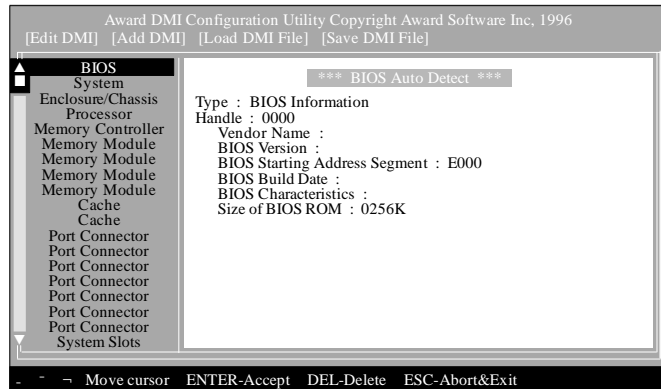 Award DMI Configuration Utility Copyright Award Software Inc, 1996
[Edit DMI] [Add DMI] [Load DMI File] [Save DMI File]
BIOS
System
Enclosure/Chassis
Processor
Memory Controller
Memory Module
Memory Module
Memory Module
Memory Module
Cache
Cache
Port Connector
Port Connector
Port Connector
Port Connector
Port Connector
Port Connector
Port Connector
System Slots
*** BIOS Auto Detect ***
Type : BIOS Information
Handle : 0000
Vendor Name :
BIOS Version :
BIOS Starting Address Segment : E000
BIOS Build Date :
BIOS Characteristics :
Size of BIOS ROM : 0256K
- - ¬ Move cursor ENTER-Accept DEL-Delete ESC-Abort&Exit